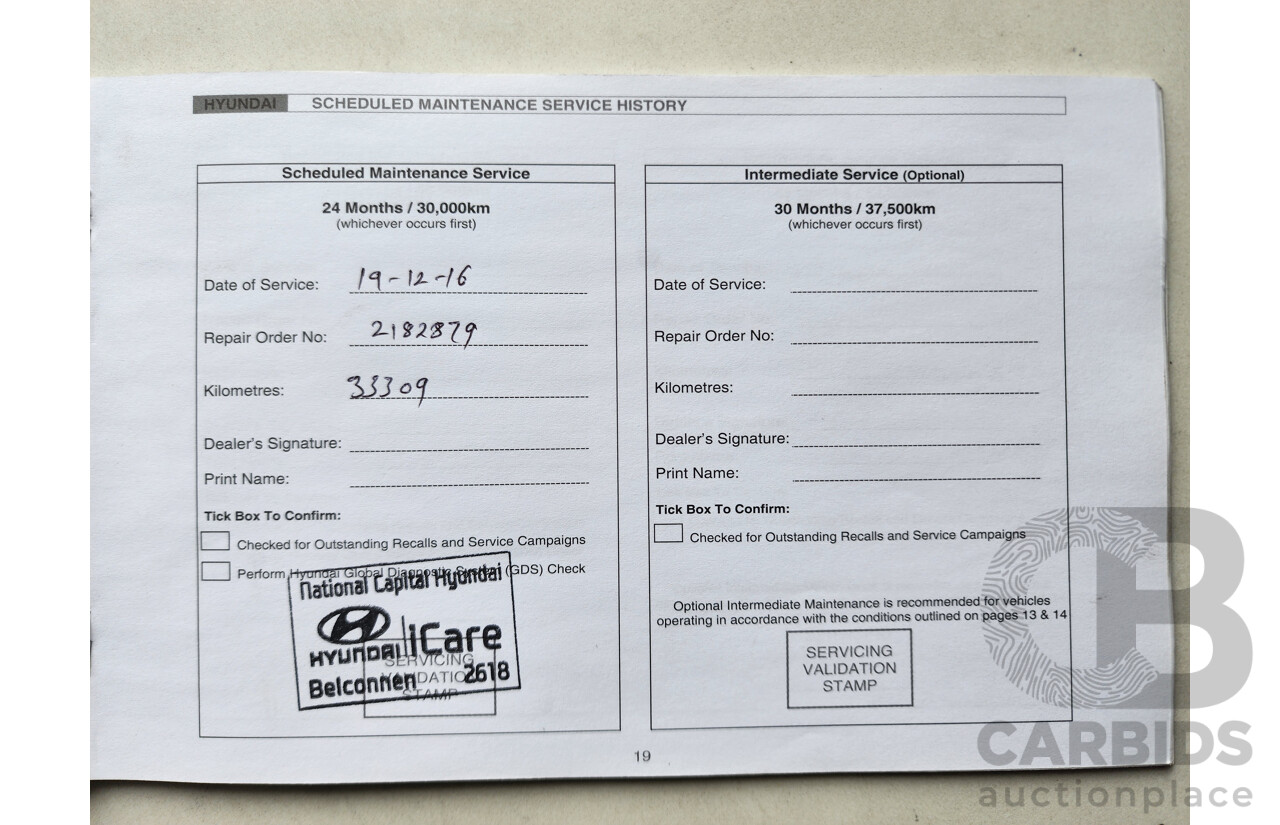 HYUNDAI SCHEDULED MAINTENANCE SERVICE HISTORY
Scheduled Maintenance Service
24 Months / 30,000km
(whichever occurs first)
Date of Service: 19-12-16
Repair Order No: 2182879
Kilometres: 33309
Dealer's Signature:
Print Name:
Tick Box To Confirm:
Checked for Outstanding Recalls and Service Campaigns
Perform Hyundai Global Diagnostic System (GDS) Check
National Capital Hyundai
HYUNDAI iCare
Belconnen 2618
SERVICING
VALIDATION
STAMP
Intermediate Service (Optional)
30 Months / 37,500km
(whichever occurs first)
Date of Service:
Repair Order No:
Kilometres:
Dealer's Signature:
Print Name:
Tick Box To Confirm:
Checked for Outstanding Recalls and Service Campaigns
Optional Intermediate Maintenance is recommended for vehicles
operating in accordance with the conditions outlined on pages 13 & 14
SERVICING
VALIDATION
STAMP
19
CARBIDS
auctionplace